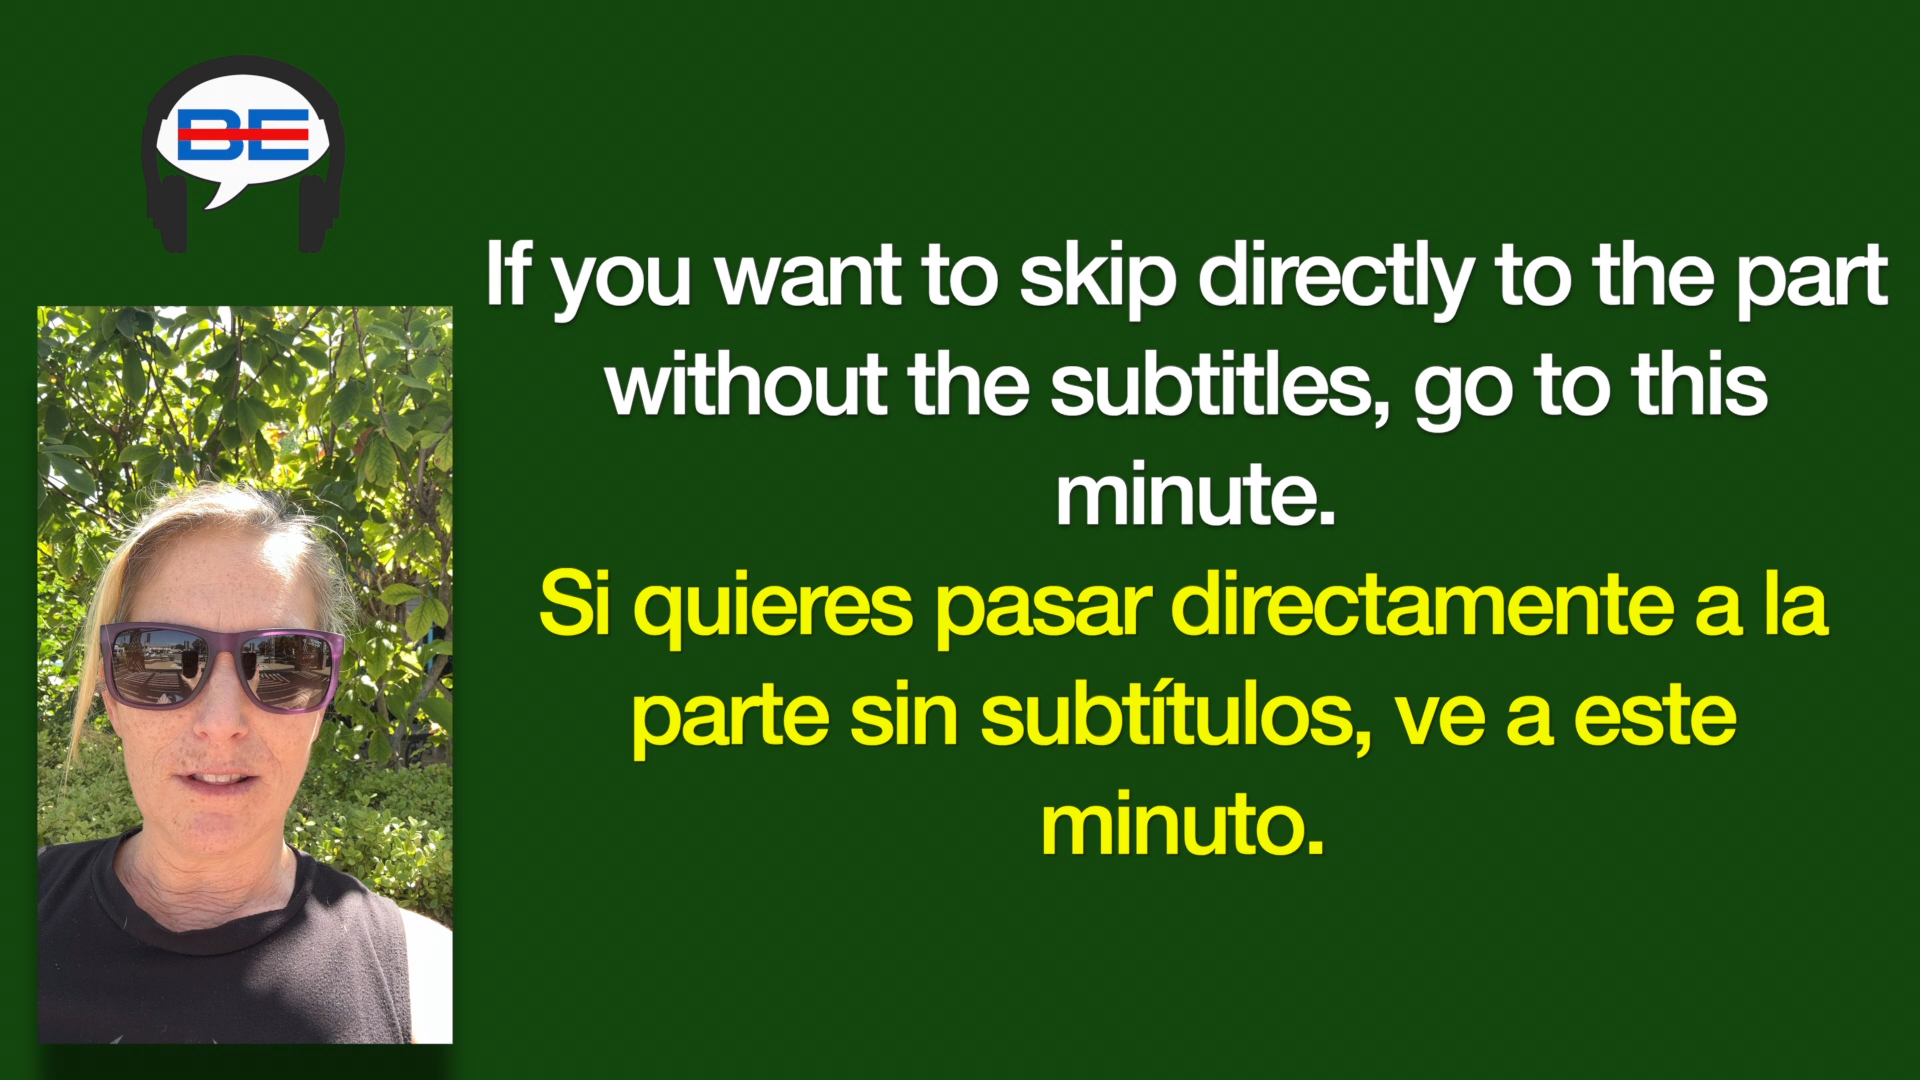 BE
If you want to skip directly to the part
without the subtitles, go to this
minute.
Si quieres pasar directamente a la
parte sin subtítulos, ve a este
minuto.